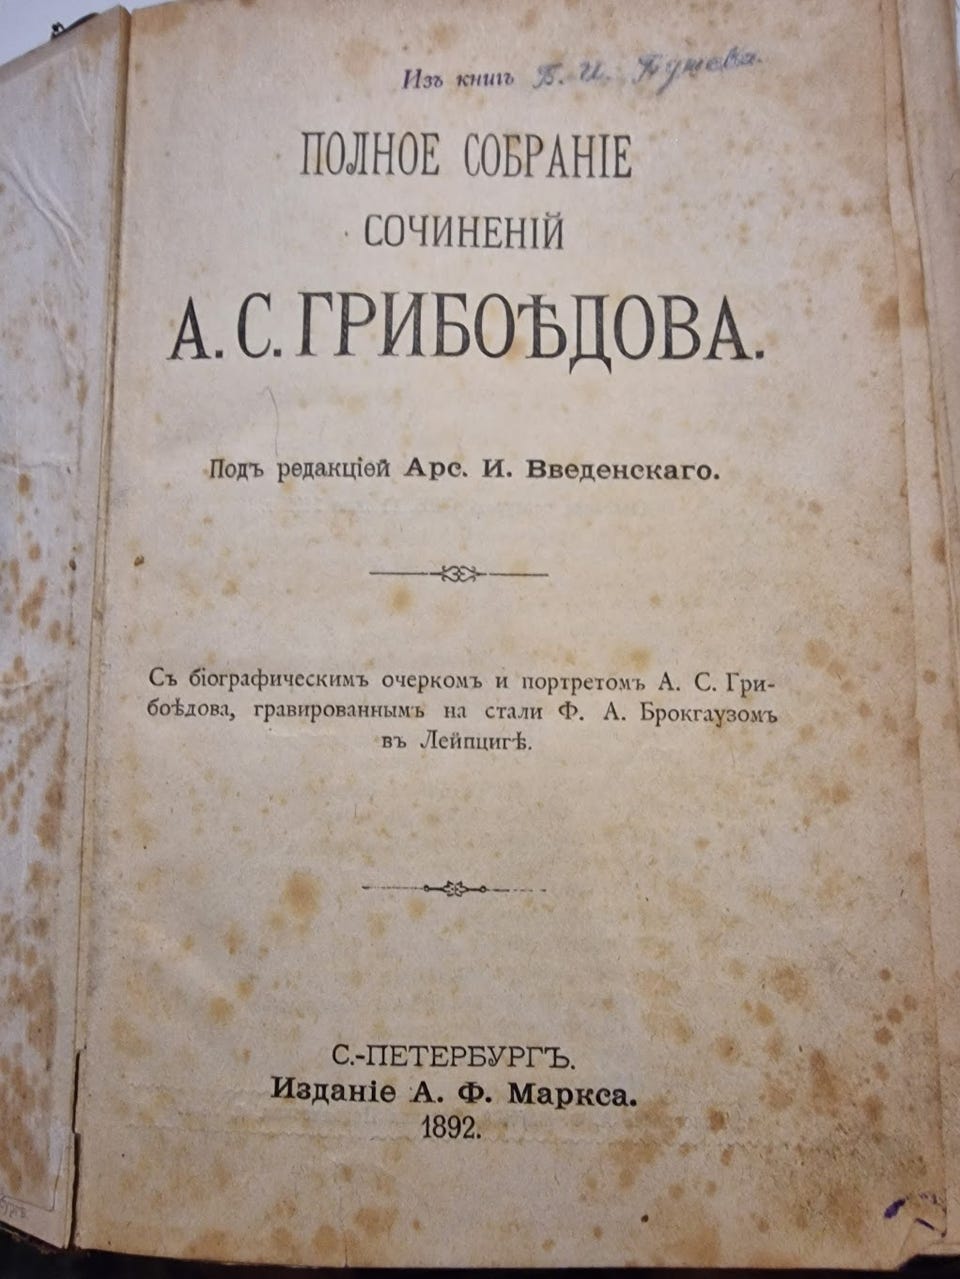 Изъ книгъ Б. И.
ПОЛНОЕ СОБРАНІЕ
СОЧИНЕНІЙ
А. С. ГРИБОѢДОВА.
Подъ редакціей Арс. И. Введенскаго.
Съ біографическимъ очеркомъ и портретомъ А. С. Гри-
боѣдова, гравированнымъ на стали Ф. А. Брокгаузомъ
въ Лейпцигѣ.
С.-ПЕТЕРБУРГЪ.
Изданіе А. Ф. Маркса.
1892.